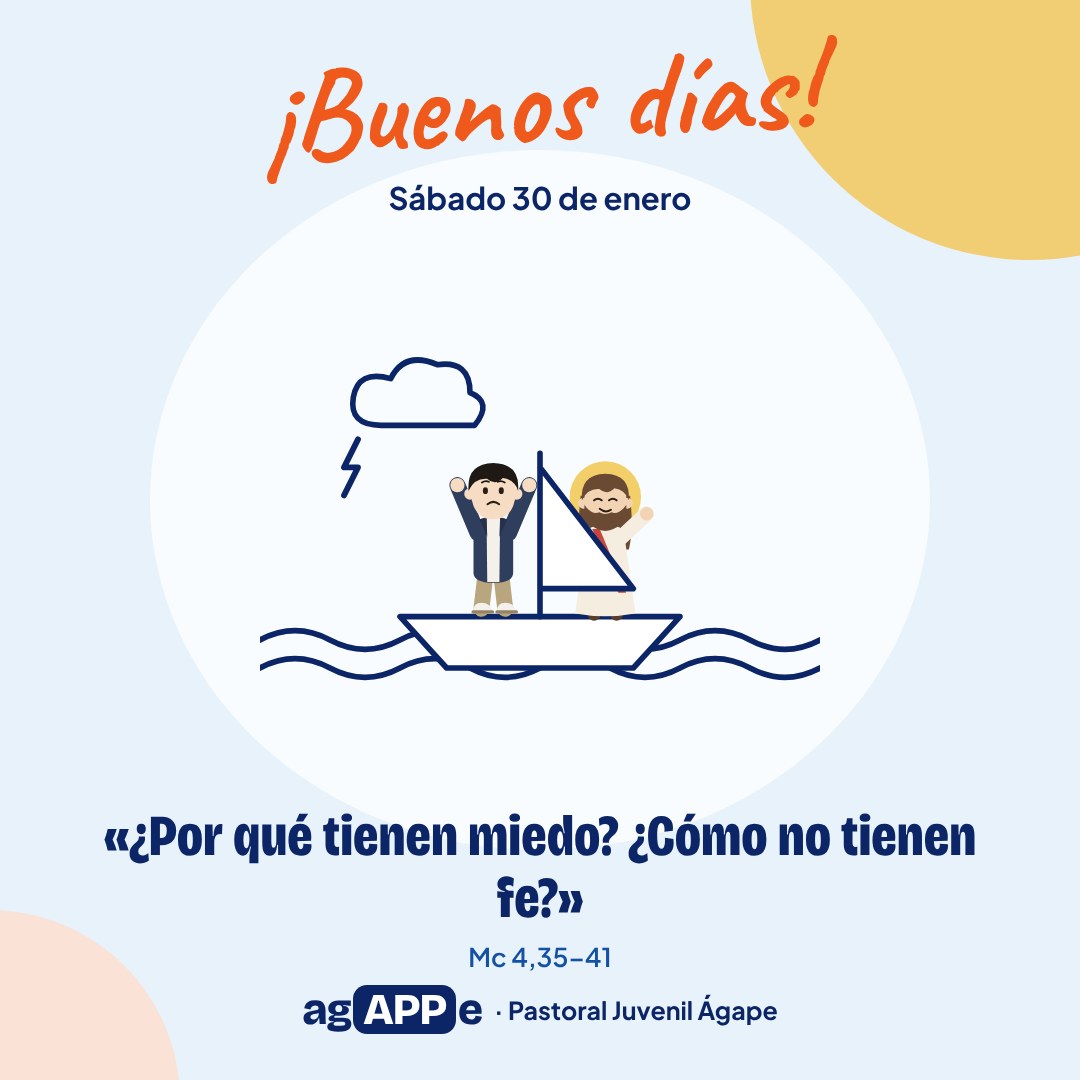 ¡Buenos días!
Sábado 30 de enero
«¿Por qué tienen miedo? ¿Cómo no tienen
fe?»
Mc 4,35–41
agAPPe · Pastoral Juvenil Ágape